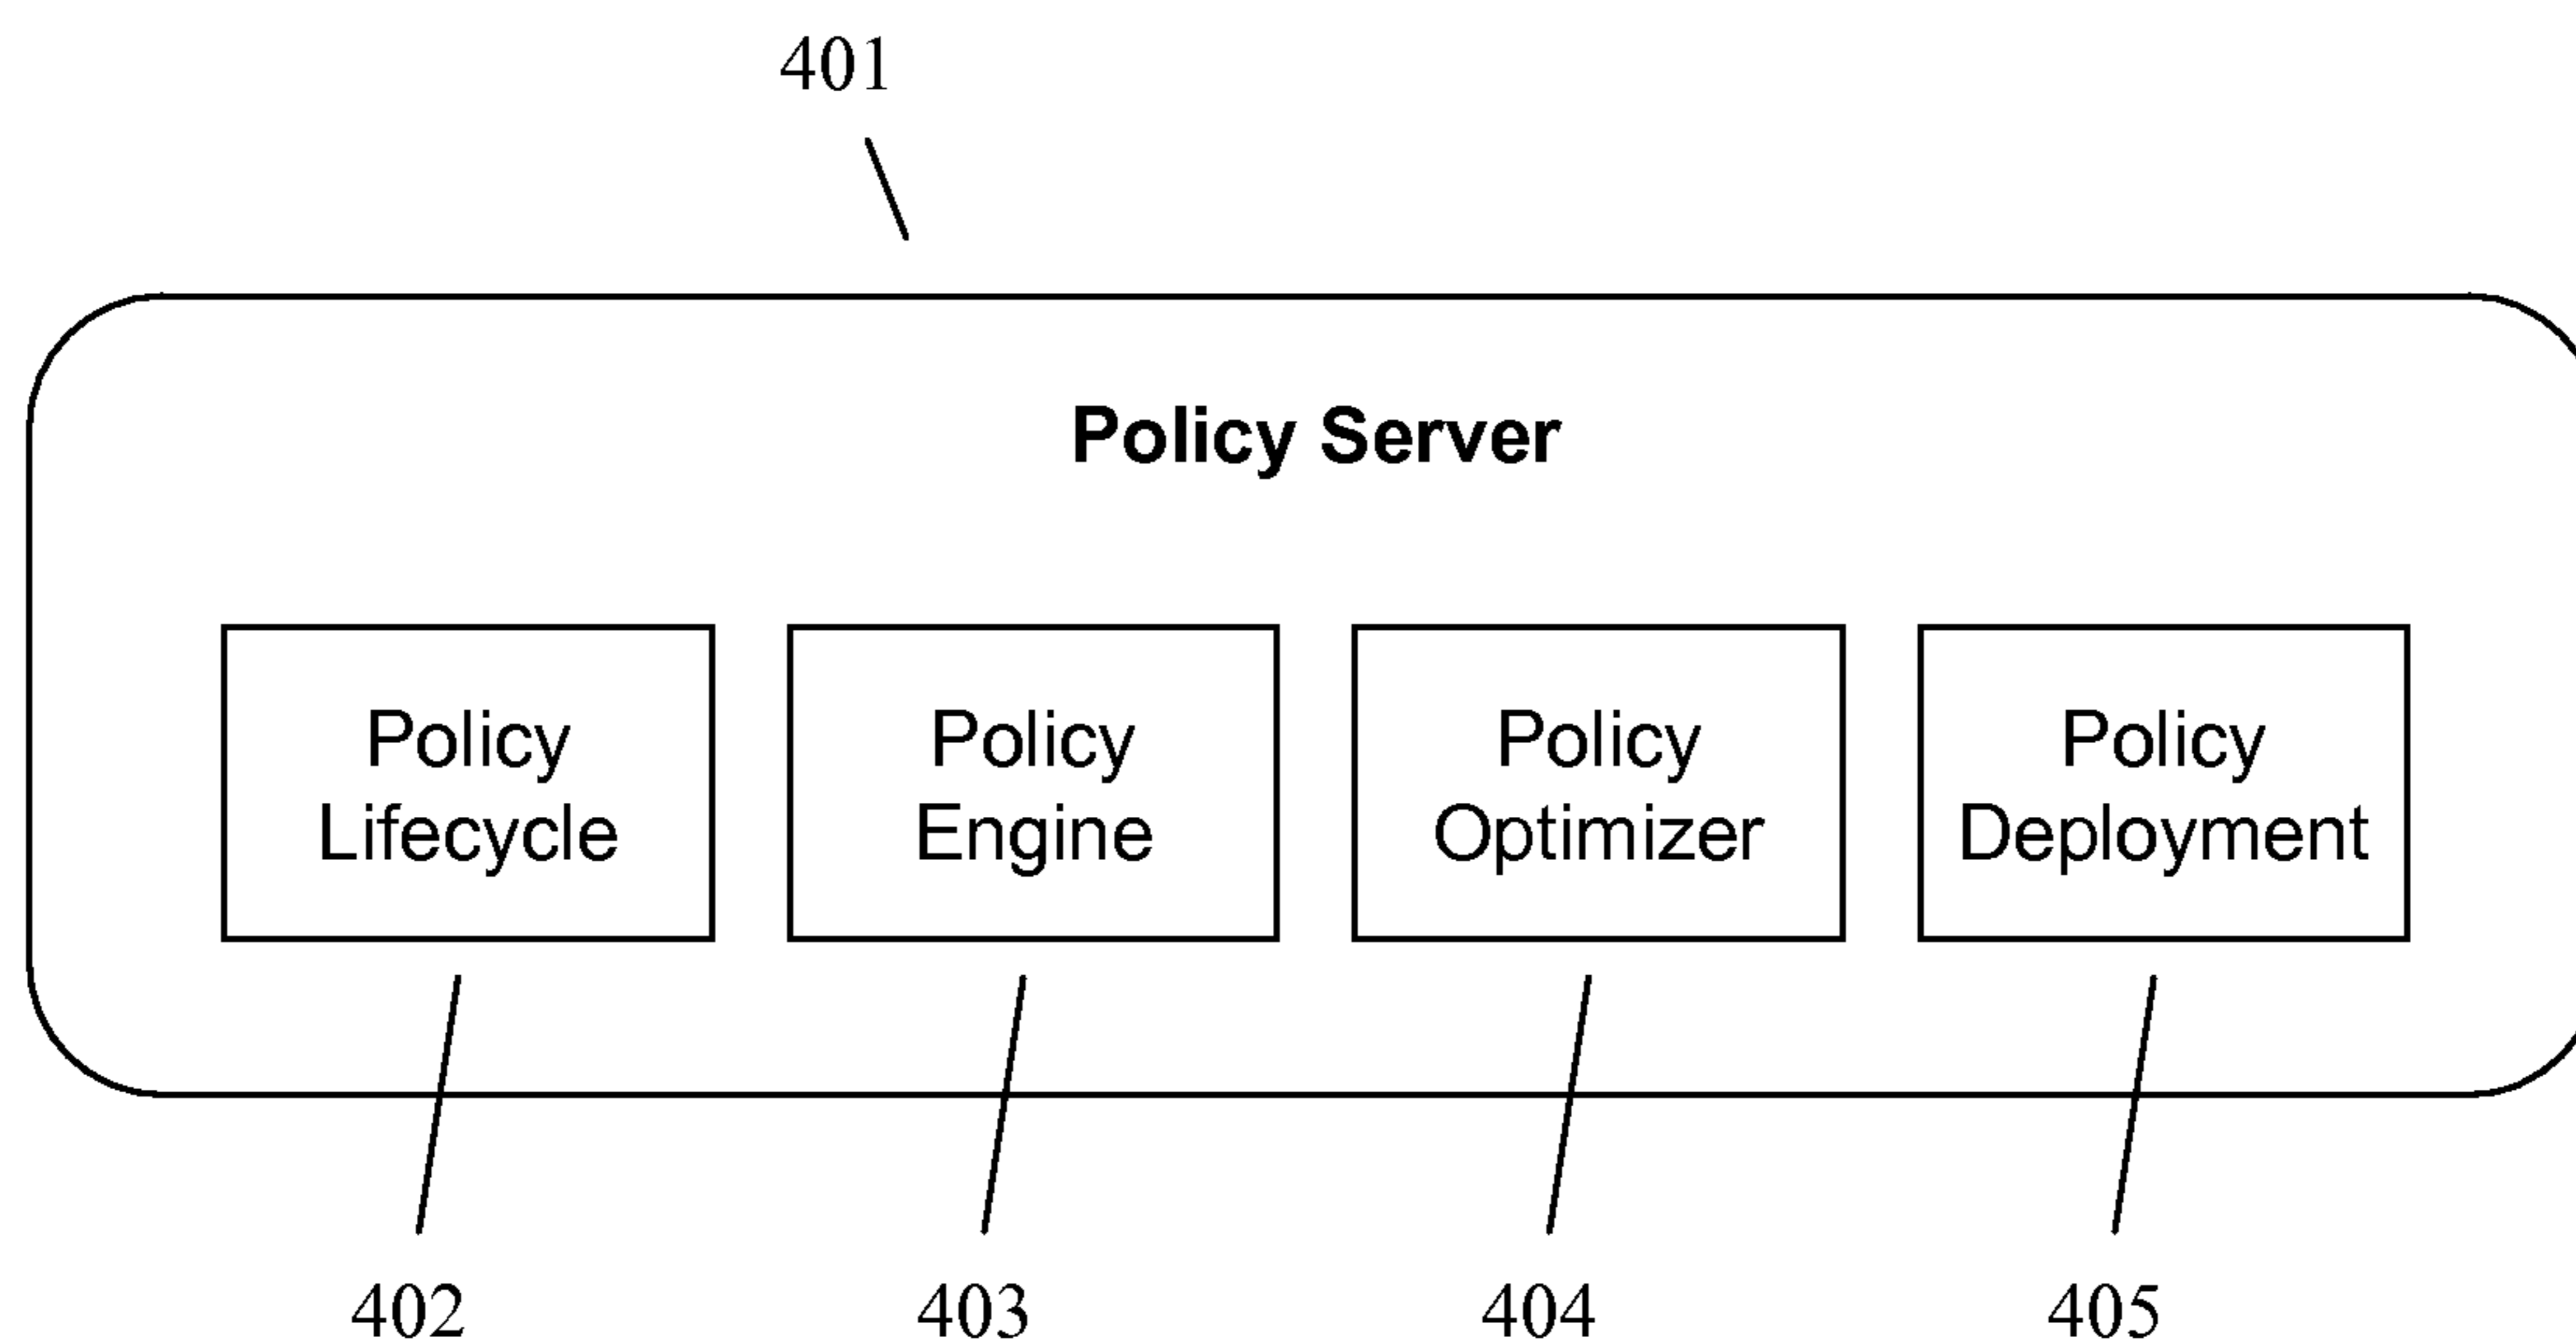 401
Policy Server
Policy
Lifecycle
Policy
Engine
Policy
Optimizer
Policy
Deployment
402
403
404
405